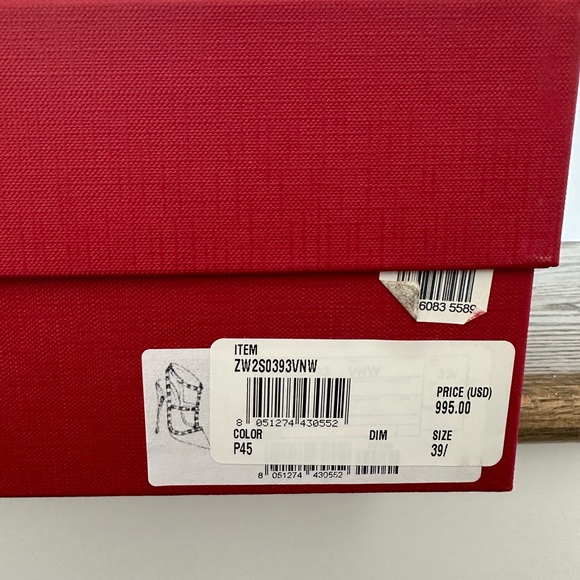 6083 5589
ITEM
ZW2S0393VNW
8 051274 430552
PRICE (USD)
995.00
COLOR DIM SIZE
P45 39/
8 051274 430552